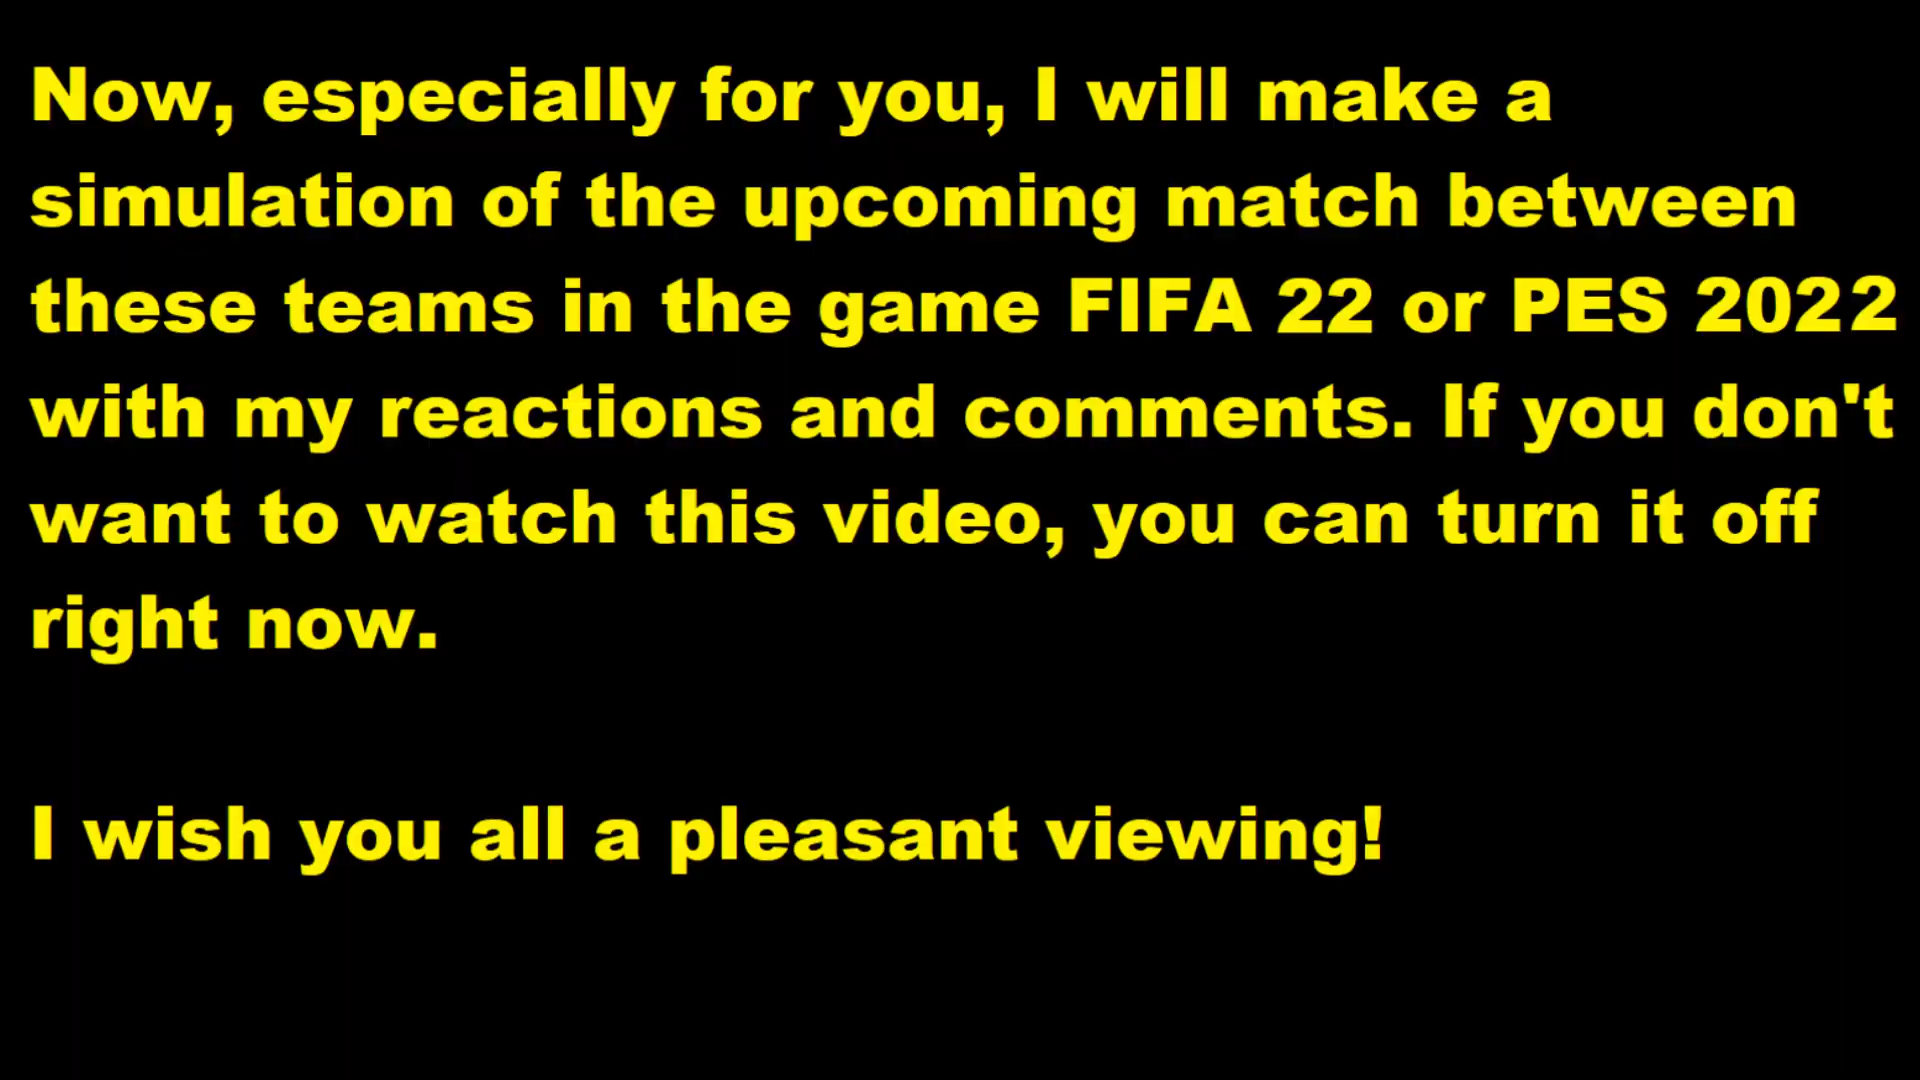 Now, especially for you, I will make a
simulation of the upcoming match between
these teams in the game FIFA 22 or PES 2022
with my reactions and comments. If you don't
want to watch this video, you can turn it off
right now.
I wish you all a pleasant viewing!